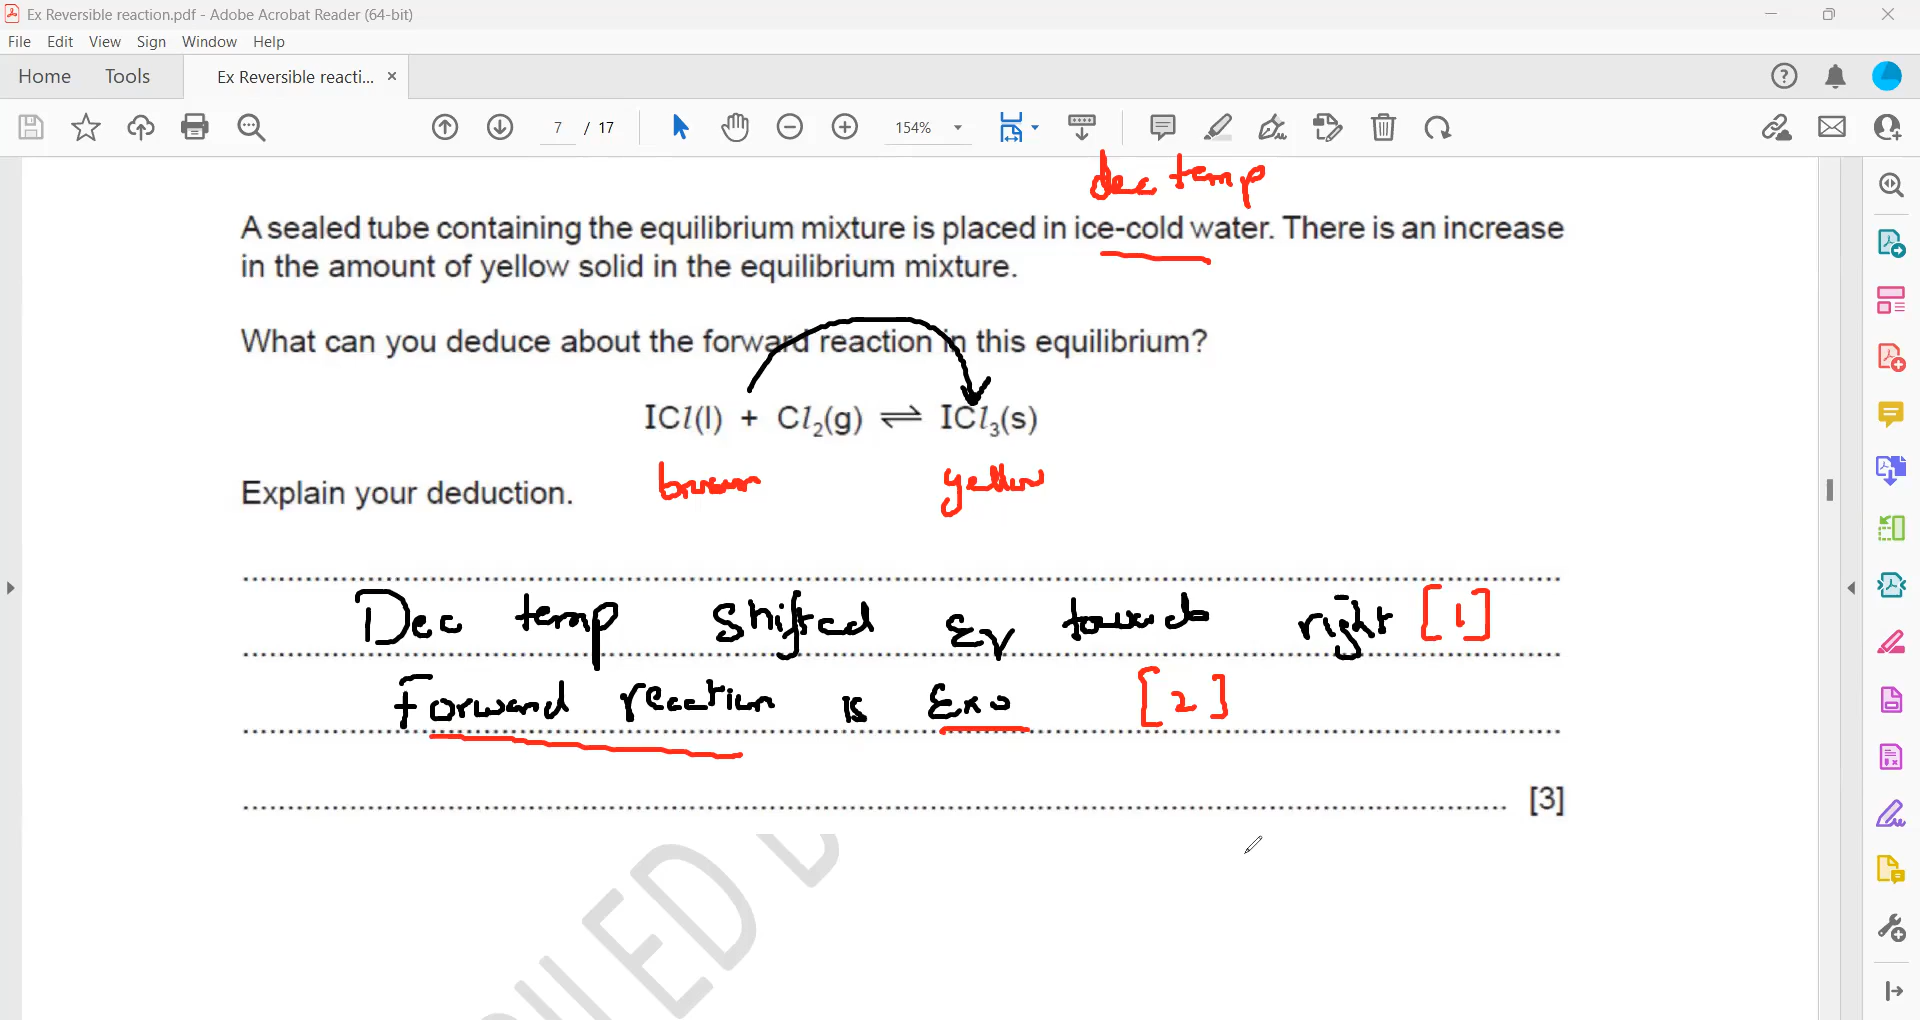 Ex Reversible reaction.pdf - Adobe Acrobat Reader (64-bit)
File Edit View Sign Window Help
Home Tools Ex Reversible reacti... ×
7 / 17 154%
dec temp
A sealed tube containing the equilibrium mixture is placed in ice-cold water. There is an increase
in the amount of yellow solid in the equilibrium mixture.
What can you deduce about the forward reaction in this equilibrium?
ICl(l) + Cl₂(g) ⇌ ICl₃(s)
brown yellow
Explain your deduction.
Dec temp shifted Eq towards right [1]
Forward reaction is Exo [2]
[3]